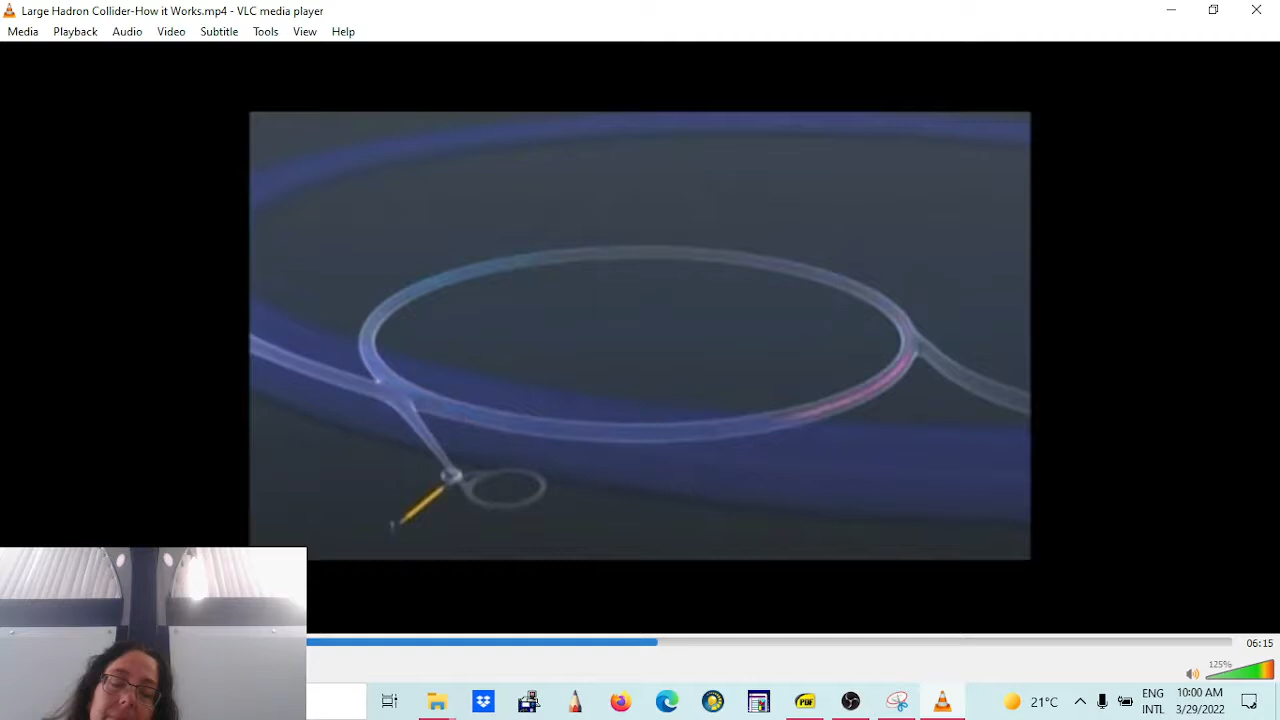 Large Hadron Collider-How it Works.mp4 - VLC media player
Media Playback Audio Video Subtitle Tools View Help
06:15
125%
PDF
21°C
ENG
INTL
10:00 AM
3/29/2022